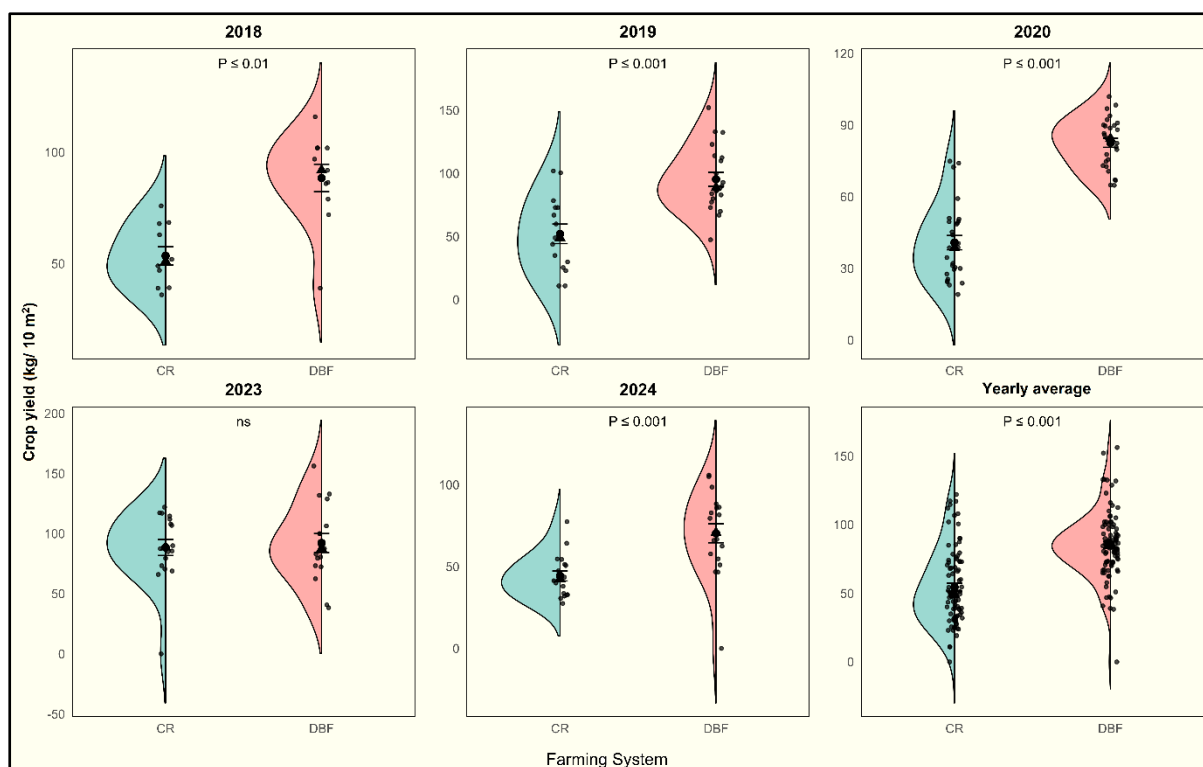 2018
2019
2020
P ≤ 0.01
P ≤ 0.001
P ≤ 0.001
100
50
150
100
50
0
120
90
60
30
0
CR
DBF
CR
DBF
CR
DBF
Crop yield (kg/ 10 m²)
2023
2024
Yearly average
ns
P ≤ 0.001
P ≤ 0.001
200
150
100
50
0
-50
100
50
0
150
100
50
0
CR
DBF
CR
DBF
CR
DBF
Farming System